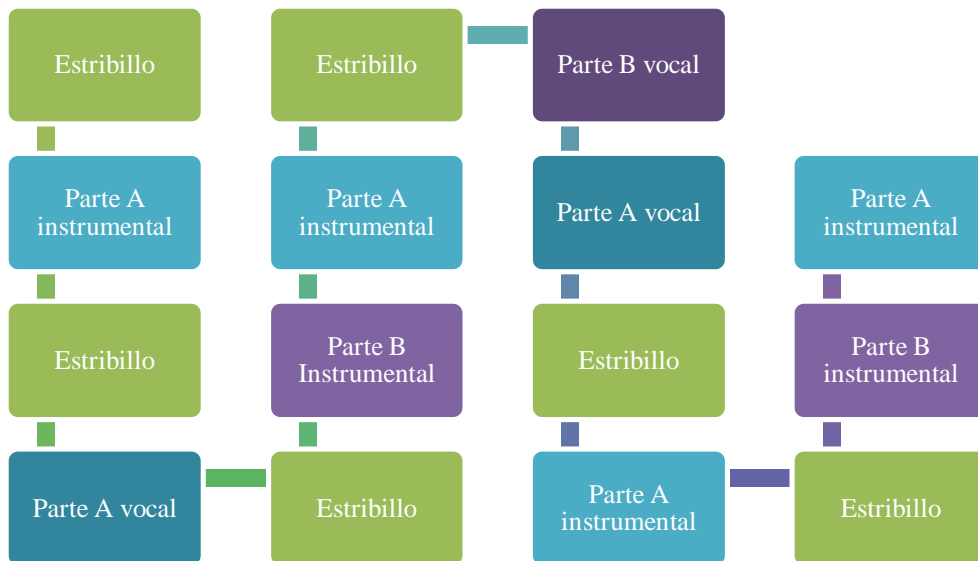 Estribillo
Parte A
instrumental
Estribillo
Parte A vocal
Estribillo
Parte B
Instrumental
Parte A
instrumental
Estribillo
Parte B vocal
Parte A vocal
Estribillo
Parte A
instrumental
Estribillo
Parte B
instrumental
Parte A
instrumental